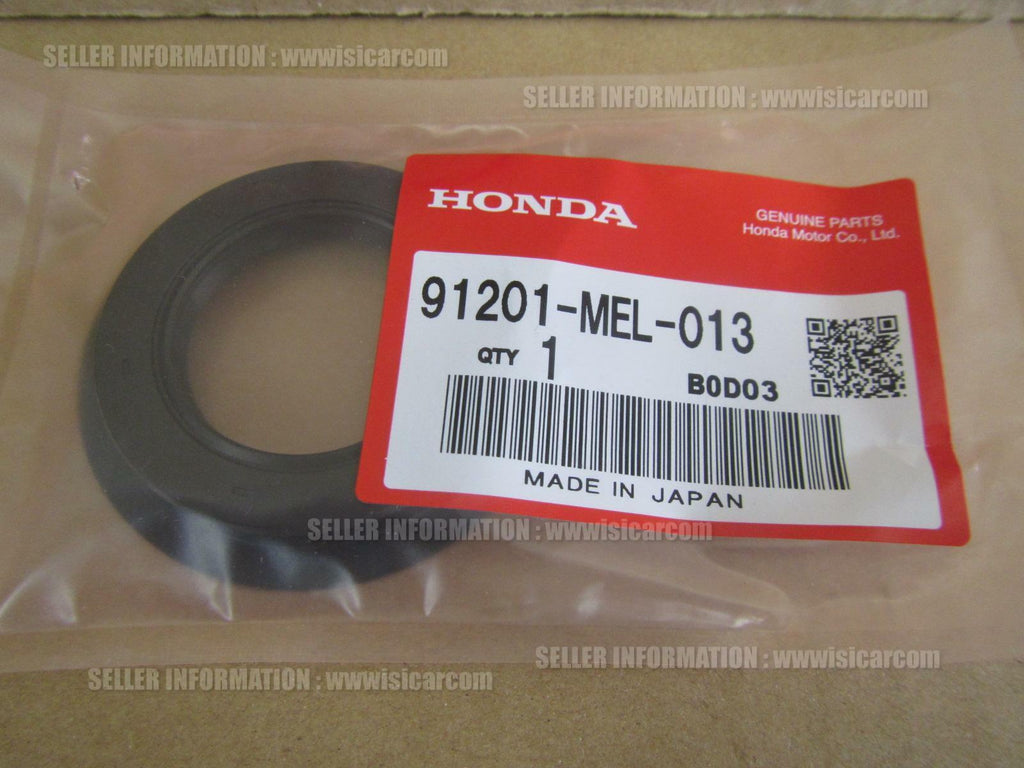 SELLER INFORMATION : wwwisicarcom
SELLER INFORMATION : wwwisicarcom
HONDA
GENUINE PARTS
Honda Motor Co., Ltd.
91201-MEL-013
QTY 1
B0D03
MADE IN JAPAN
SELLER INFORMATION : wwwisicarcom
SELLER INFORMATION : wwwisicarcom
SELLER INFORMATION : wwwisicarcom